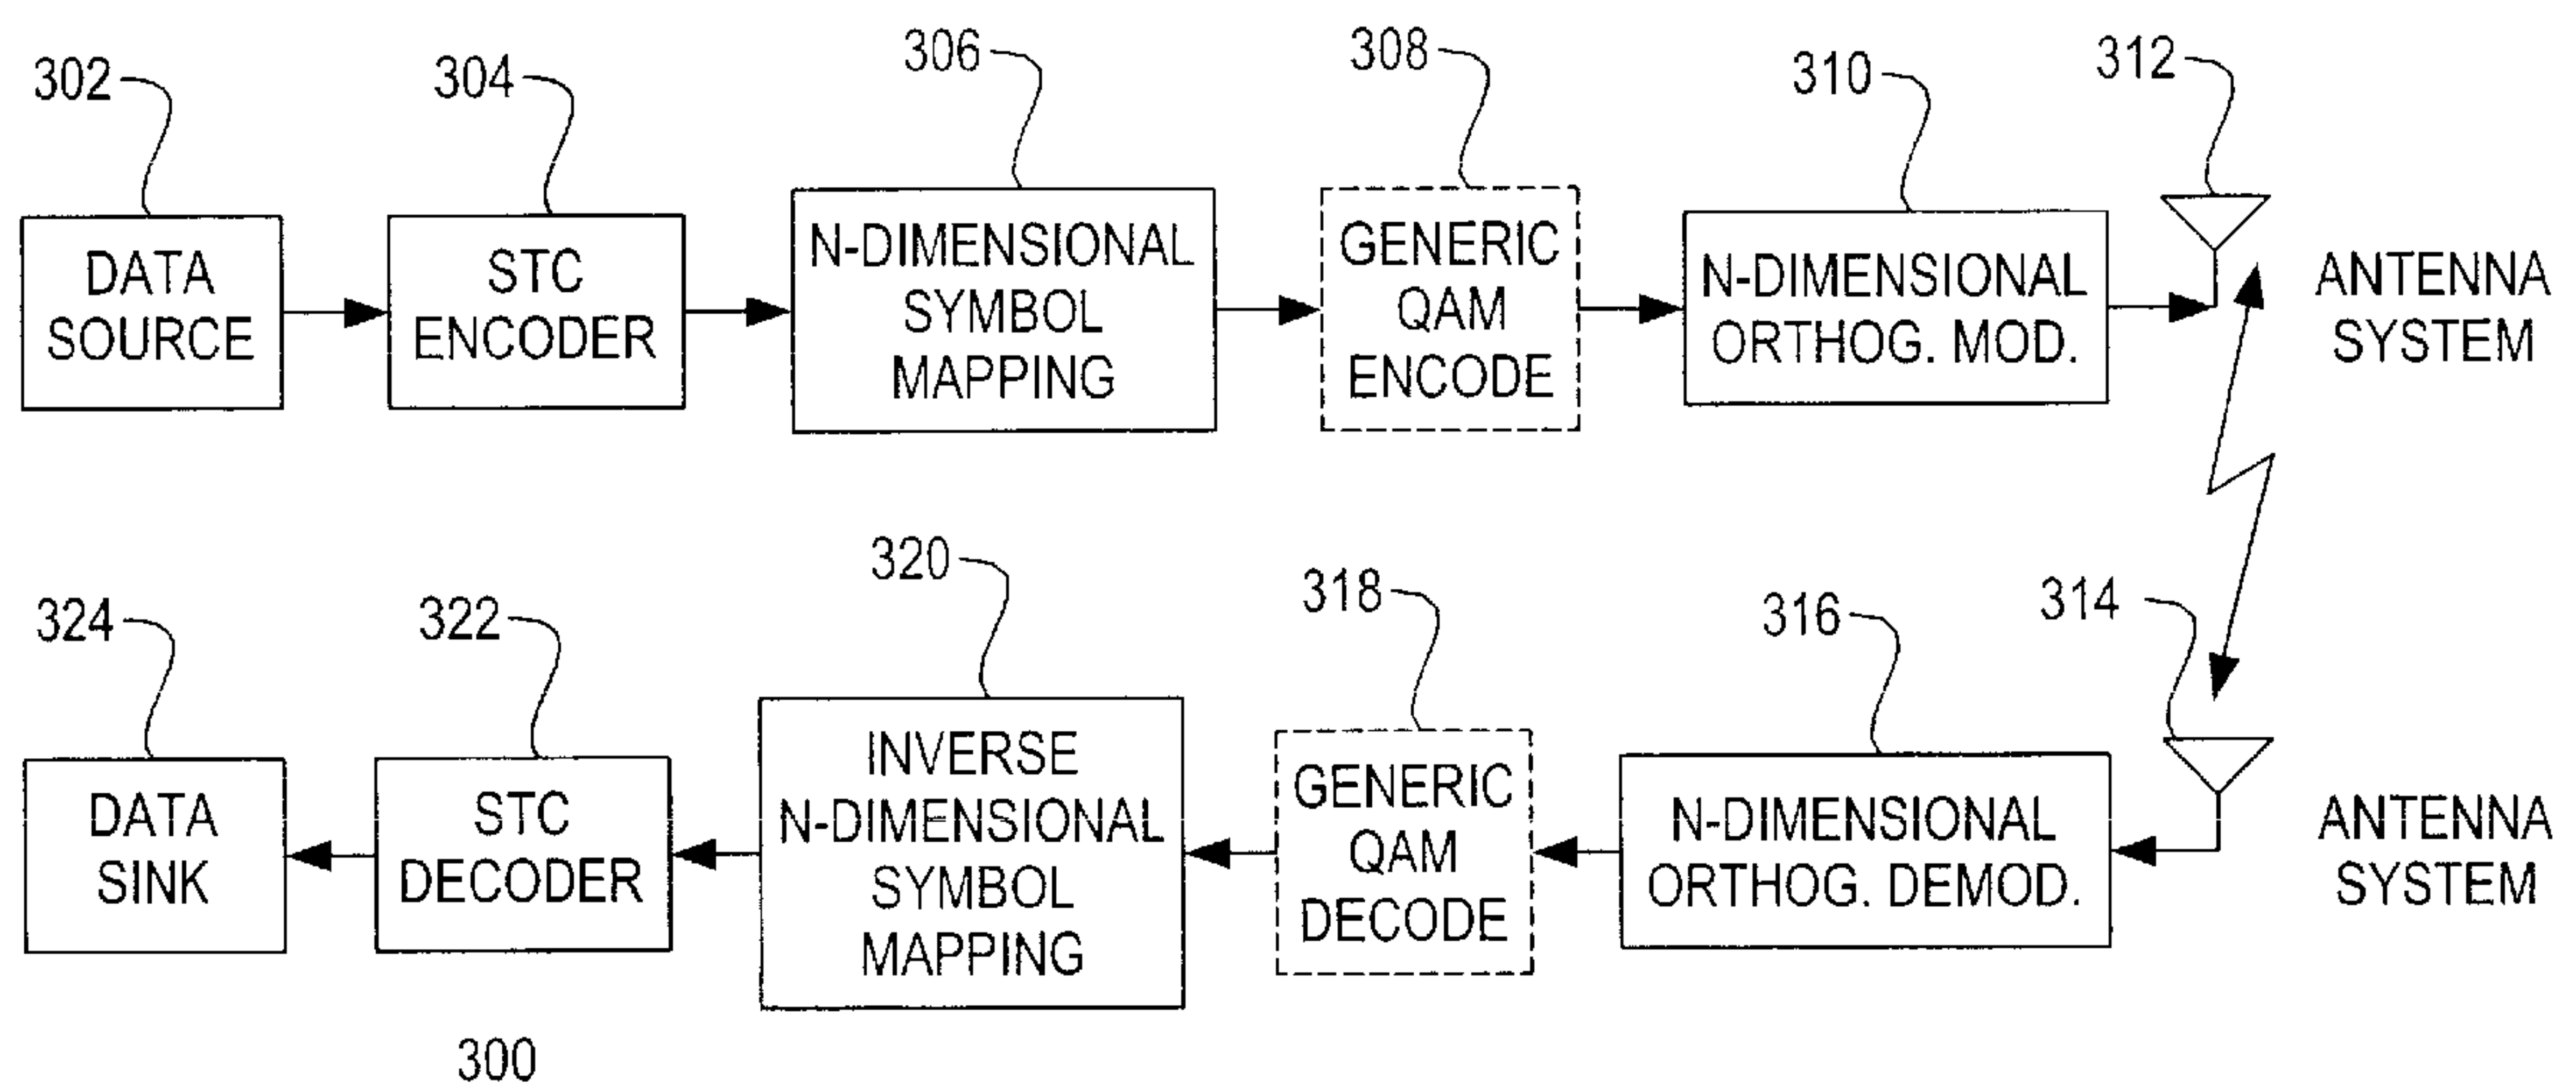 302
304
306
308
310
312
DATA
SOURCE
STC
ENCODER
N-DIMENSIONAL
SYMBOL
MAPPING
GENERIC
QAM
ENCODE
N-DIMENSIONAL
ORTHOG. MOD.
ANTENNA
SYSTEM
324
322
320
318
316
314
DATA
SINK
STC
DECODER
INVERSE
N-DIMENSIONAL
SYMBOL
MAPPING
GENERIC
QAM
DECODE
N-DIMENSIONAL
ORTHOG. DEMOD.
ANTENNA
SYSTEM
300